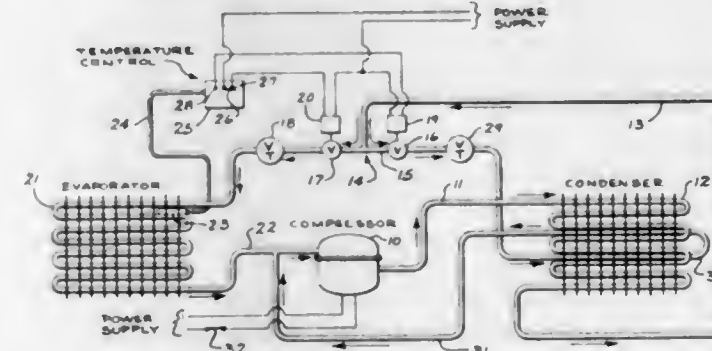 POWER
SUPPLY
TEMPERATURE
CONTROL
27
28
25
26
24
20
19
18
17
16
29
14
15
13
21
EVAPORATOR
23
22
COMPRESSOR
10
11
CONDENSER
12
POWER
SUPPLY
32
31